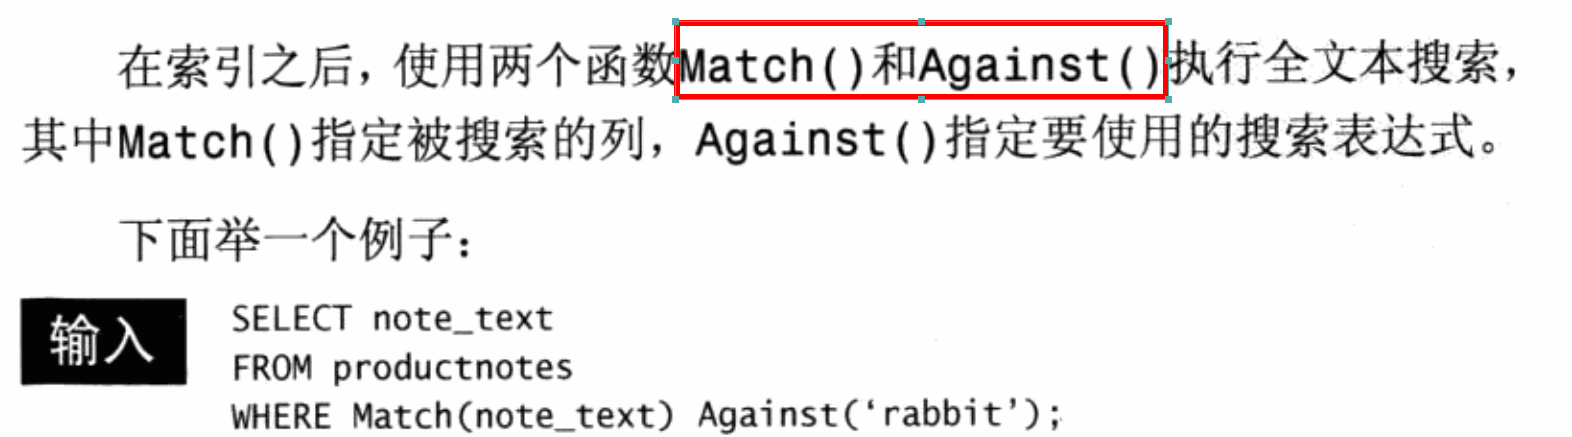 在索引之后，使用两个函数Match()和Against()执行全文本搜索，
其中Match()指定被搜索的列，Against()指定要使用的搜索表达式。
下面举一个例子：
输入
SELECT note_text
FROM productnotes
WHERE Match(note_text) Against(‘rabbit’);